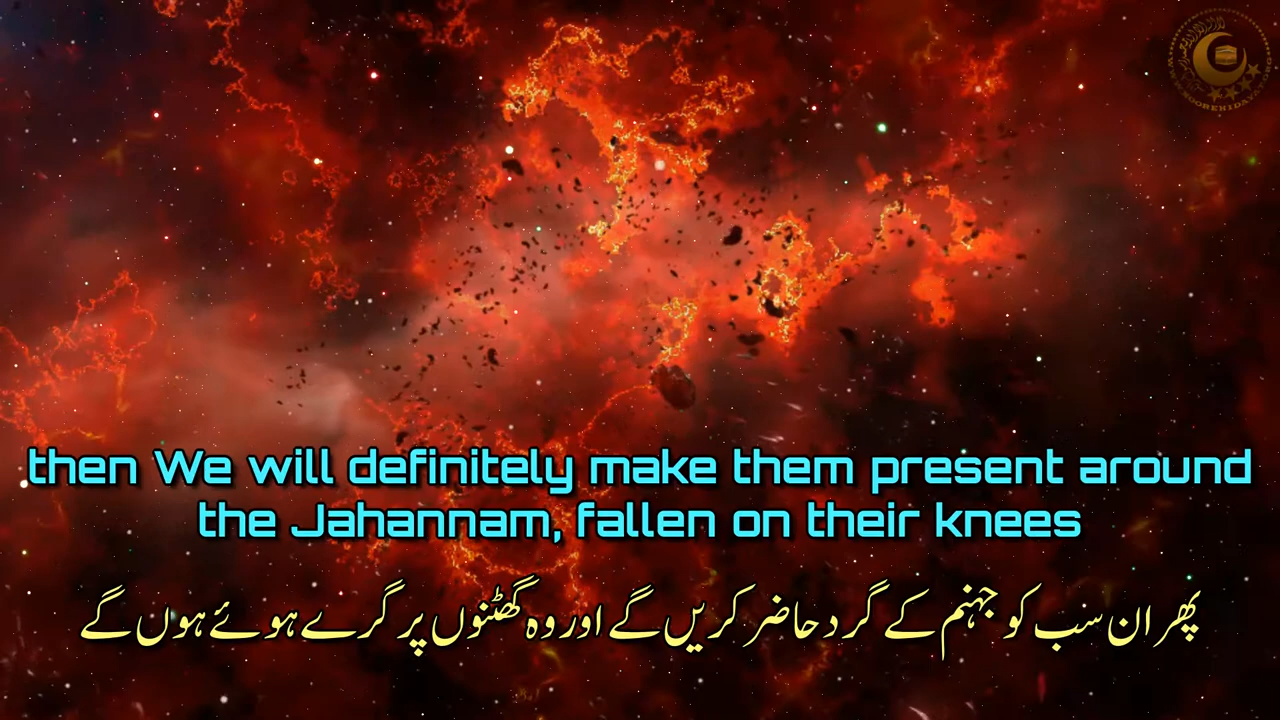 then We will definitely make them present around
the Jahannam, fallen on their knees
پھر ان سب کو جہنم کے گرد حاضر کریں گے اور وہ گھٹنوں پر گرے ہوئے ہوں گے